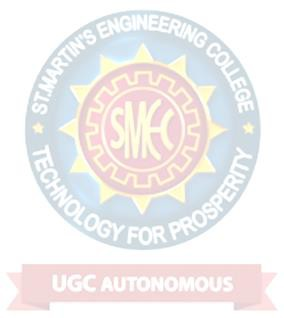 ST.MARTIN'S ENGINEERING COLLEGE
SMEC
TECHNOLOGY FOR PROSPERITY
UGC AUTONOMOUS